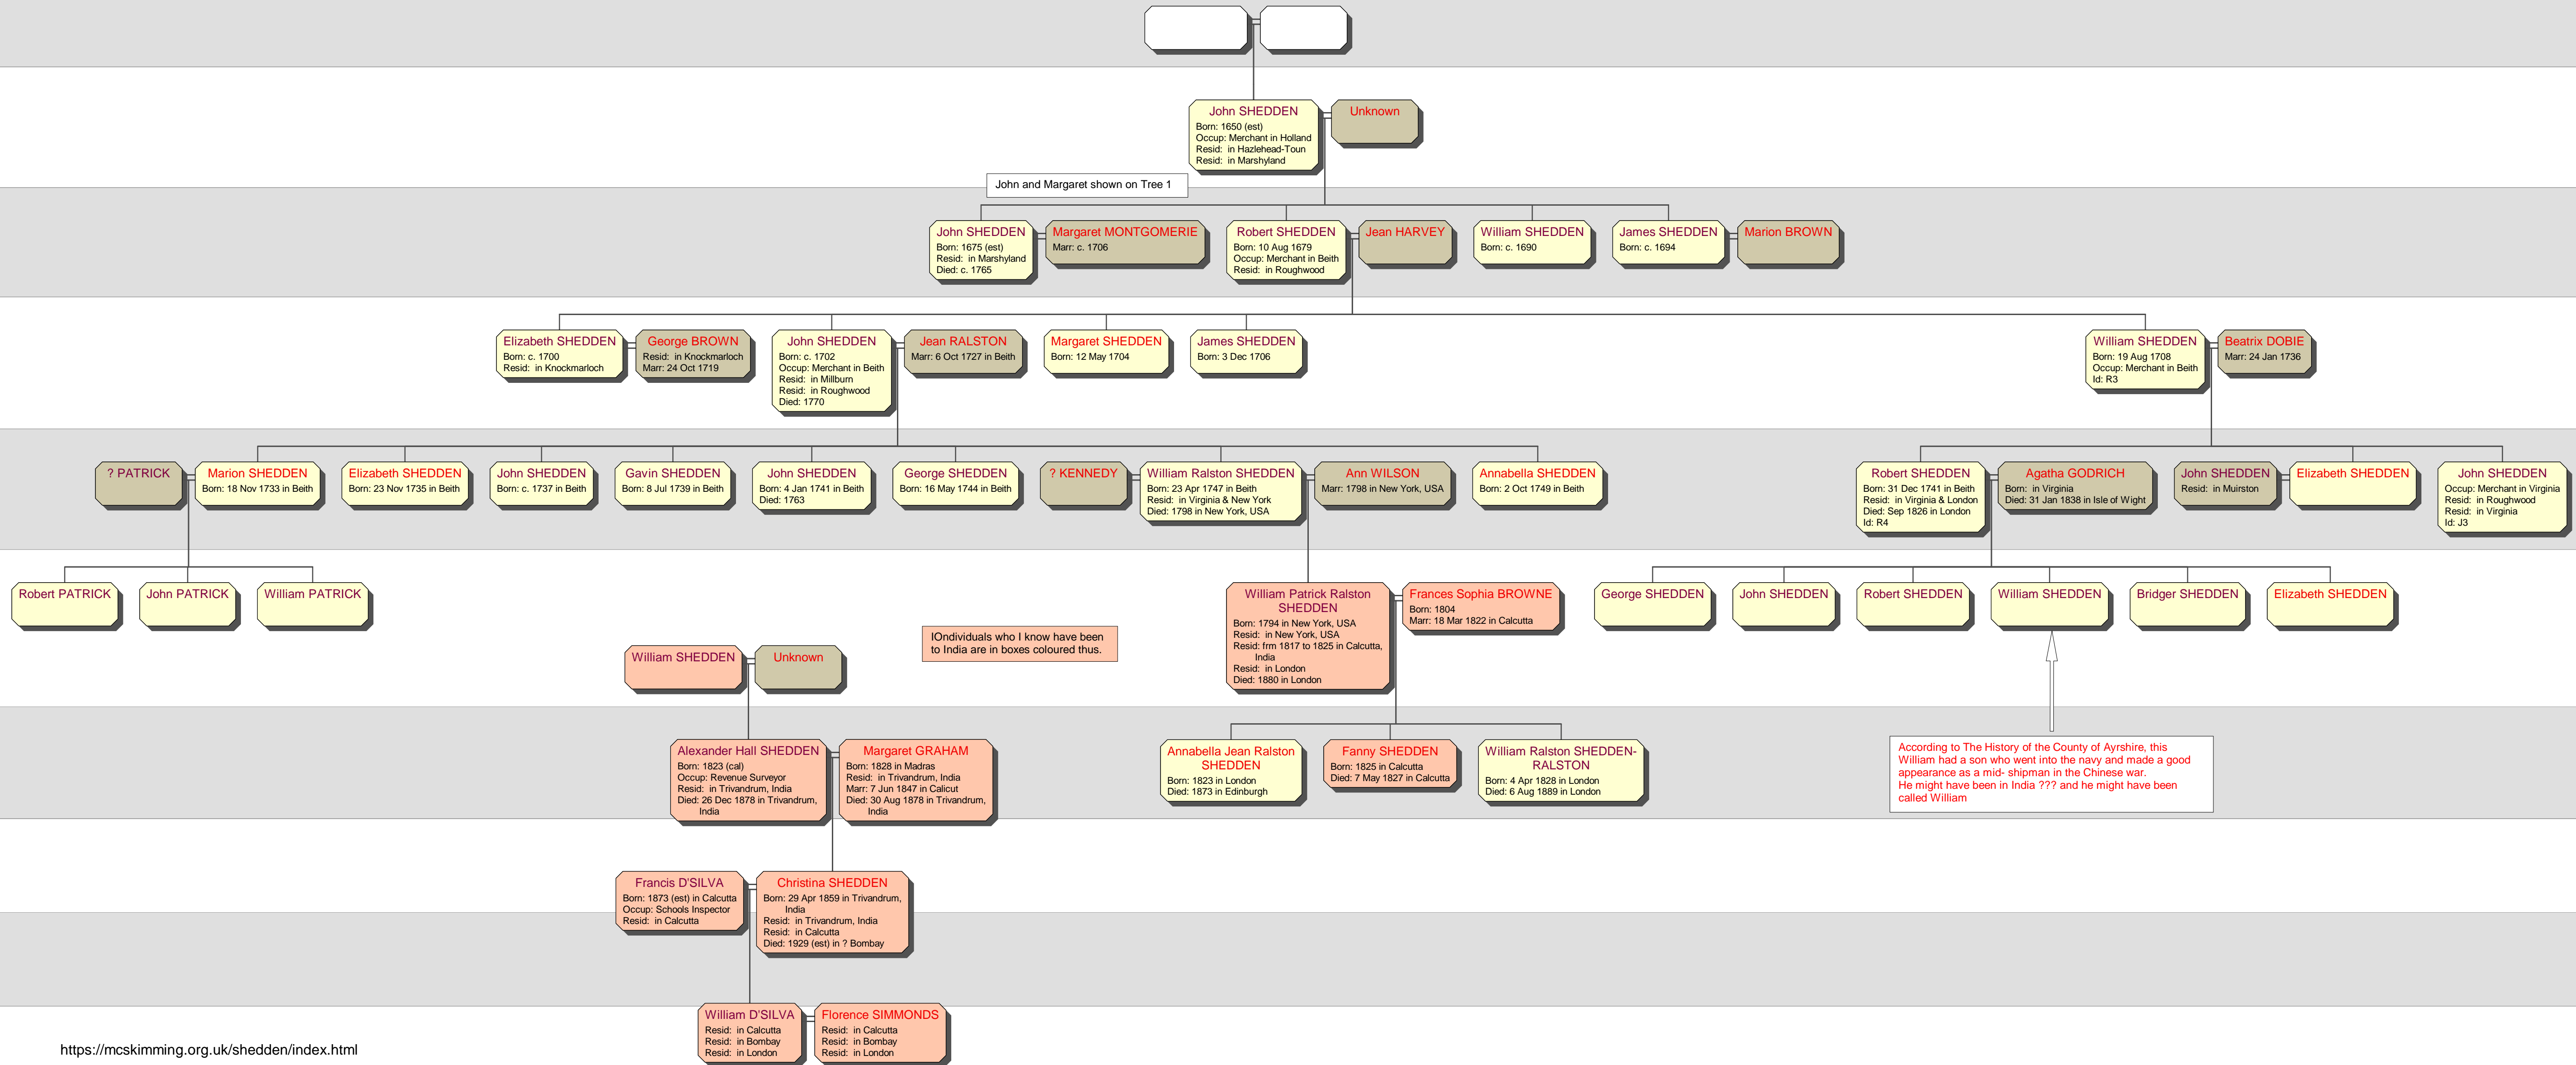 John SHEDDEN
Born: 1650 (est)
Occup: Merchant in Holland
Resid:  in Hazlehead-Toun
Resid:  in Marshyland
Unknown
John and Margaret shown on Tree 1
John SHEDDEN
Born: 1675 (est)
Resid:  in Marshyland
Died: c. 1765
Margaret MONTGOMERIE
Marr: c. 1706
Robert SHEDDEN
Born: 10 Aug 1679
Occup: Merchant in Beith
Resid:  in Roughwood
Jean HARVEY
William SHEDDEN
Born: c. 1690
James SHEDDEN
Born: c. 1694
Marion BROWN
Elizabeth SHEDDEN
Born: c. 1700
Resid:  in Knockmarloch
George BROWN
Resid:  in Knockmarloch
Marr: 24 Oct 1719
John SHEDDEN
Born: c. 1702
Occup: Merchant in Beith
Resid:  in Millburn
Resid:  in Roughwood
Died: 1770
Jean RALSTON
Marr: 6 Oct 1727 in Beith
Margaret SHEDDEN
Born: 12 May 1704
James SHEDDEN
Born: 3 Dec 1706
William SHEDDEN
Born: 19 Aug 1708
Occup: Merchant in Beith
Id: R3
Beatrix DOBIE
Marr: 24 Jan 1736
? PATRICK
Marion SHEDDEN
Born: 18 Nov 1733 in Beith
Elizabeth SHEDDEN
Born: 23 Nov 1735 in Beith
John SHEDDEN
Born: c. 1737 in Beith
Gavin SHEDDEN
Born: 8 Jul 1739 in Beith
John SHEDDEN
Born: 4 Jan 1741 in Beith
Died: 1763
George SHEDDEN
Born: 16 May 1744 in Beith
? KENNEDY
William Ralston SHEDDEN
Born: 23 Apr 1747 in Beith
Resid:  in Virginia & New York
Died: 1798 in New York, USA
Ann WILSON
Marr: 1798 in New York, USA
Annabella SHEDDEN
Born: 2 Oct 1749 in Beith
Robert SHEDDEN
Born: 31 Dec 1741 in Beith
Resid:  in Virginia & London
Died: Sep 1826 in London
Id: R4
Agatha GODRICH
Born:  in Virginia
Died: 31 Jan 1838 in Isle of Wight
John SHEDDEN
Resid:  in Muirston
Elizabeth SHEDDEN
John SHEDDEN
Occup: Merchant in Virginia
Resid:  in Roughwood
Resid:  in Virginia
Id: J3
Robert PATRICK
John PATRICK
William PATRICK
William Patrick Ralston
SHEDDEN
Born: 1794 in New York, USA
Resid:  in New York, USA
Resid: frm 1817 to 1825 in Calcutta,
India
Resid:  in London
Died: 1880 in London
Frances Sophia BROWNE
Born: 1804
Marr: 18 Mar 1822 in Calcutta
George SHEDDEN
John SHEDDEN
Robert SHEDDEN
William SHEDDEN
Bridger SHEDDEN
Elizabeth SHEDDEN
IOndividuals who I know have been
to India are in boxes coloured thus.
William SHEDDEN
Unknown
Alexander Hall SHEDDEN
Born: 1823 (cal)
Occup: Revenue Surveyor
Resid:  in Trivandrum, India
Died: 26 Dec 1878 in Trivandrum,
India
Margaret GRAHAM
Born: 1828 in Madras
Resid:  in Trivandrum, India
Marr: 7 Jun 1847 in Calicut
Died: 30 Aug 1878 in Trivandrum,
India
Annabella Jean Ralston
SHEDDEN
Born: 1823 in London
Died: 1873 in Edinburgh
Fanny SHEDDEN
Born: 1825 in Calcutta
Died: 7 May 1827 in Calcutta
William Ralston SHEDDEN-
RALSTON
Born: 4 Apr 1828 in London
Died: 6 Aug 1889 in London
According to The History of the County of Ayrshire, this
William had a son who went into the navy and made a good
appearance as a mid- shipman in the Chinese war.
He might have been in India ??? and he might have been
called William
Francis D'SILVA
Born: 1873 (est) in Calcutta
Occup: Schools Inspector
Resid:  in Calcutta
Christina SHEDDEN
Born: 29 Apr 1859 in Trivandrum,
India
Resid:  in Trivandrum, India
Resid:  in Calcutta
Died: 1929 (est) in ? Bombay
William D'SILVA
Resid:  in Calcutta
Resid:  in Bombay
Resid:  in London
Florence SIMMONDS
Resid:  in Calcutta
Resid:  in Bombay
Resid:  in London
https://mcskimming.org.uk/shedden/index.html